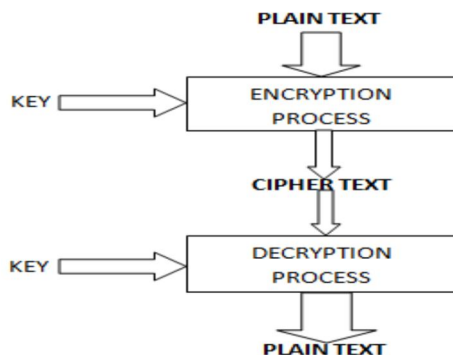 PLAIN TEXT
KEY
ENCRYPTION
PROCESS
CIPHER TEXT
KEY
DECRYPTION
PROCESS
PLAIN TEXT